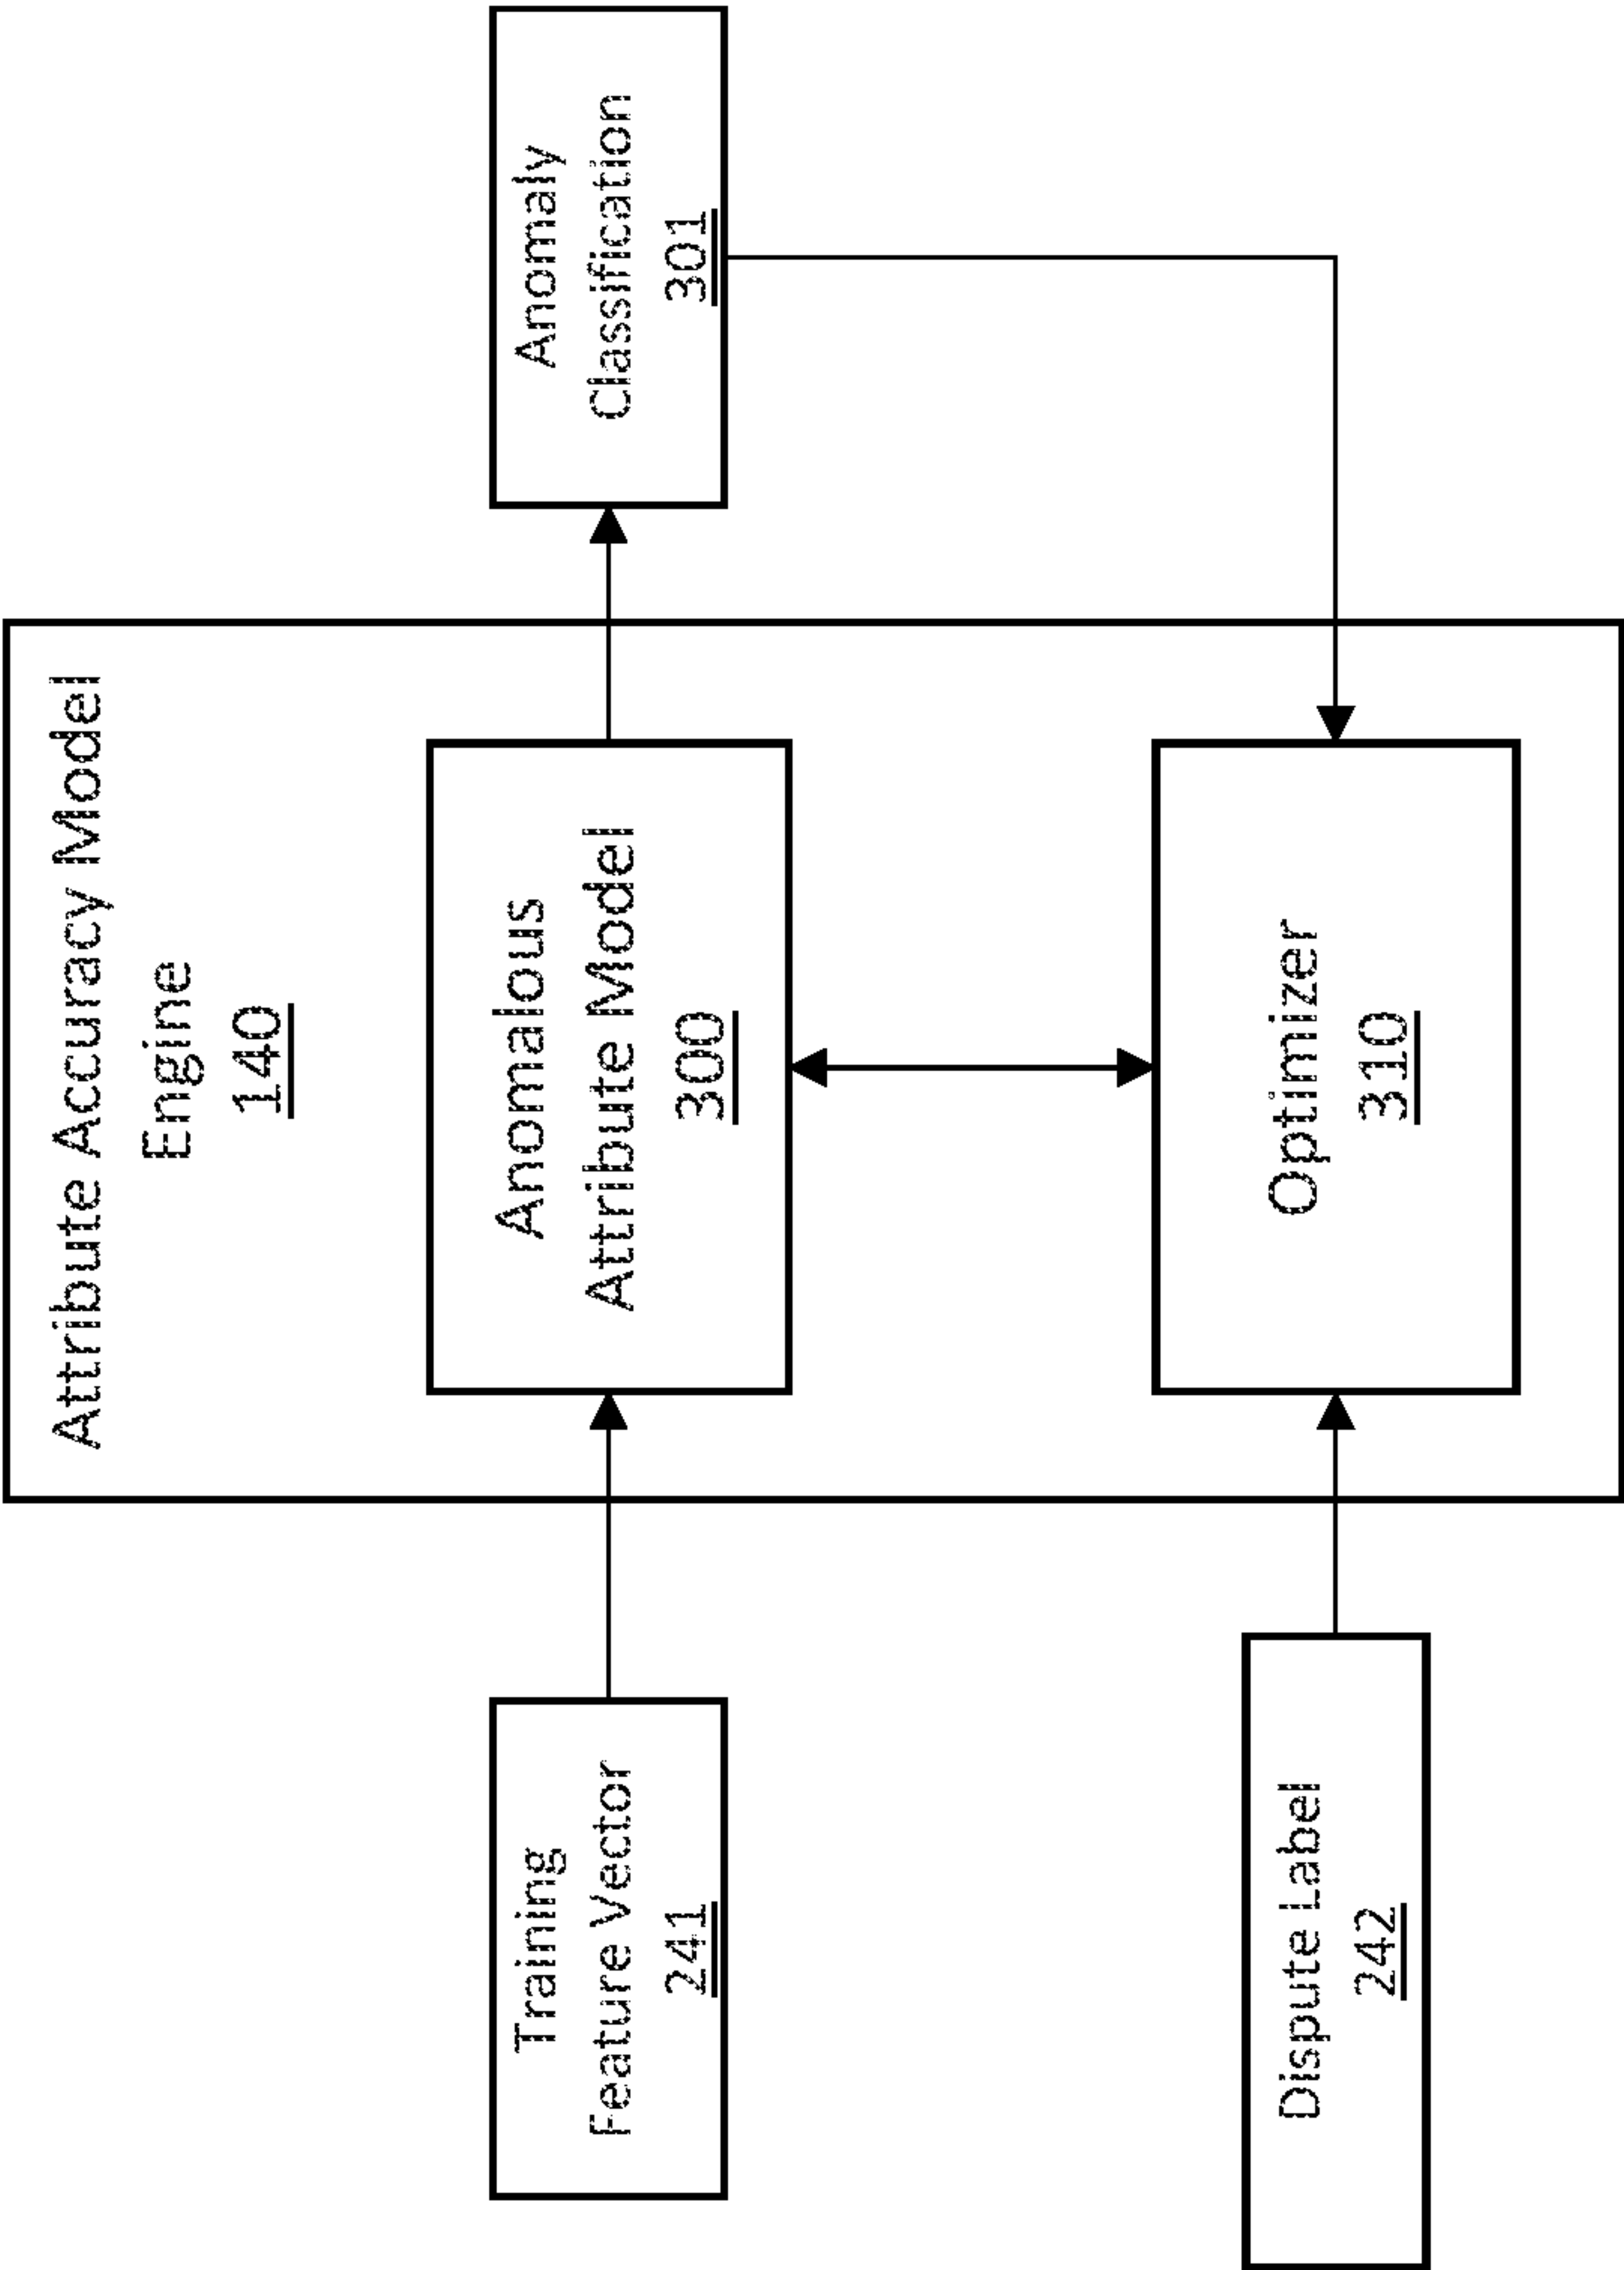 Attribute Accuracy Model
Engine
140
Training
Feature Vector
241
Anomalous
Attribute Model
300
Anomaly
Classification
301
Dispute Label
242
Optimizer
310